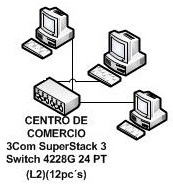 CENTRO DE
COMERCIO
3Com SuperStack 3
Switch 4228G 24 PT
(L2)(12pc´s)